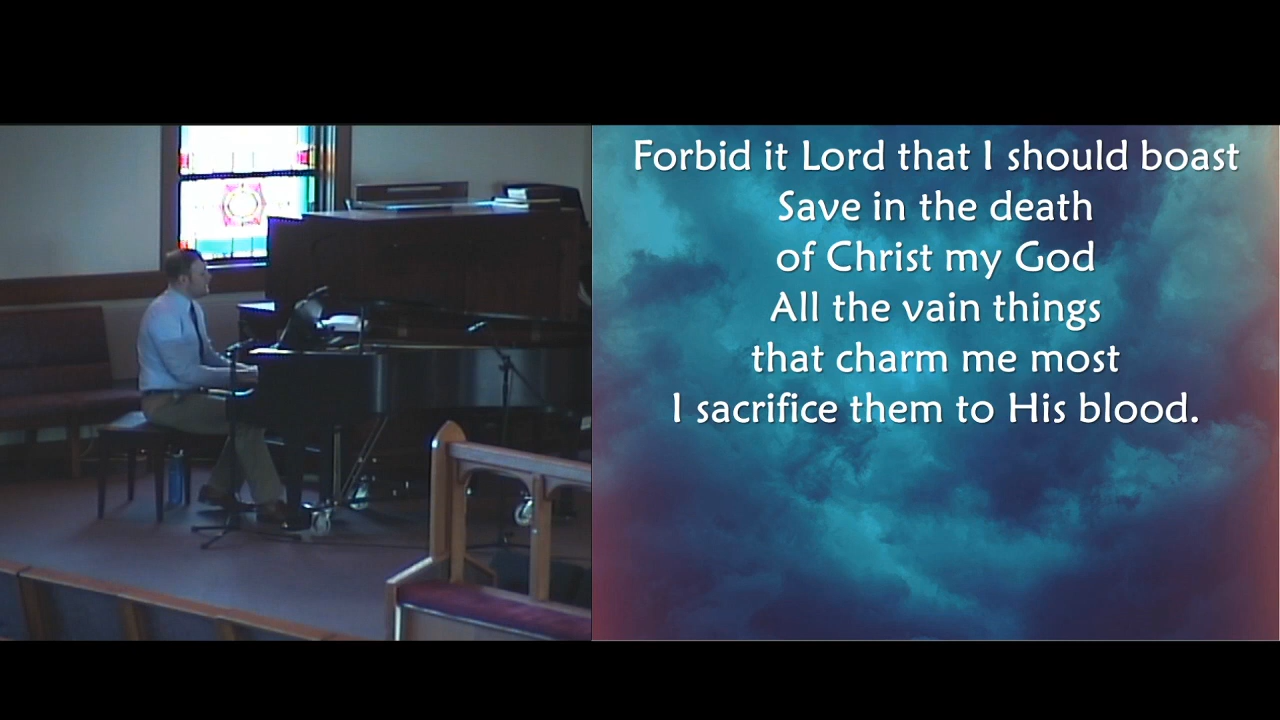 Forbid it Lord that I should boast
Save in the death
of Christ my God
All the vain things
that charm me most
I sacrifice them to His blood.